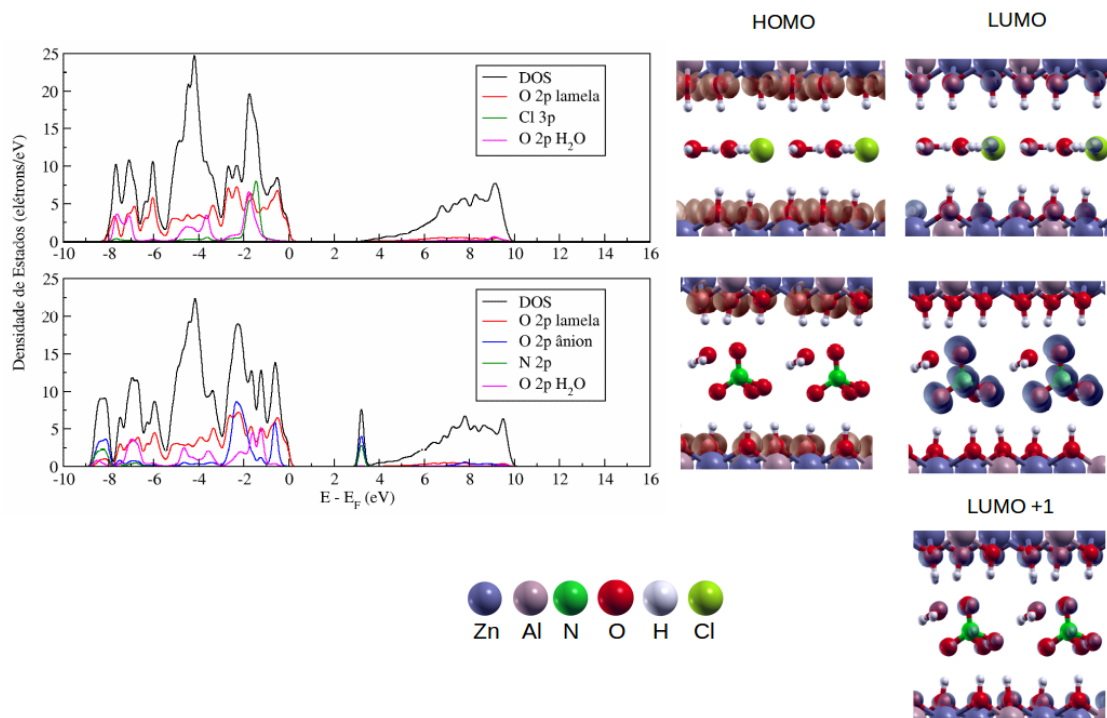 HOMO
LUMO
25
20
15
10
5
0
DOS
O 2p lamela
Cl 3p
O 2p H2O
-10 -8 -6 -4 -2 0 2 4 6 8 10 12 14 16
Densidade de Estados (elétrons/eV)
25
20
15
10
5
0
DOS
O 2p lamela
O 2p ânion
N 2p
O 2p H2O
-10 -8 -6 -4 -2 0 2 4 6 8 10 12 14 16
E - EF (eV)
LUMO +1
Zn Al N O H Cl